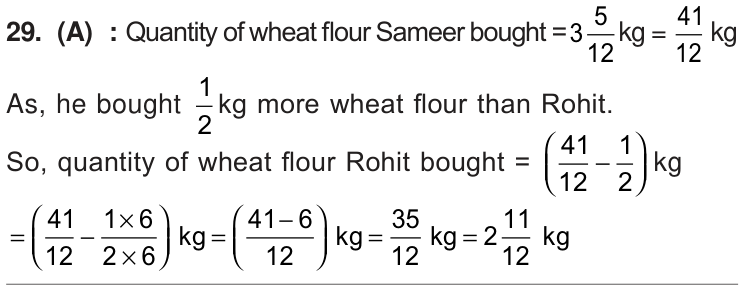 29. (A) : Quantity of wheat flour Sameer bought = 3 5/12 kg = 41/12 kg
As, he bought 1/2 kg more wheat flour than Rohit.
So, quantity of wheat flour Rohit bought = (41/12 − 1/2) kg
= (41/12 − 1×6/2×6) kg = (41−6/12) kg = 35/12 kg = 2 11/12 kg